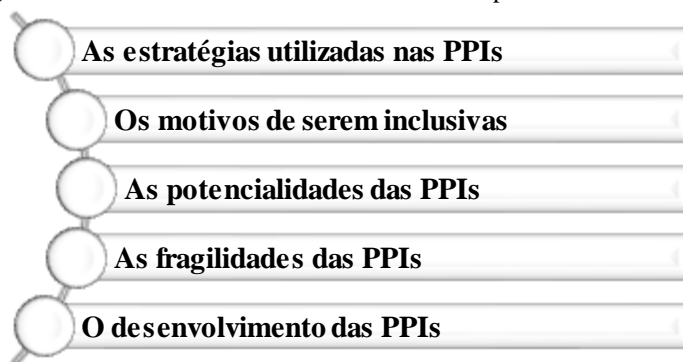 As estratégias utilizadas nas PPIs
Os motivos de serem inclusivas
As potencialidades das PPIs
As fragilidades das PPIs
O desenvolvimento das PPIs